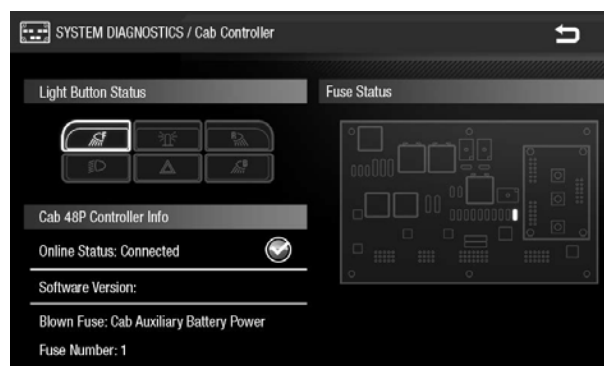 SYSTEM DIAGNOSTICS / Cab Controller
Light Button Status
Fuse Status
Cab 48P Controller Info
Online Status: Connected
Software Version:
Blown Fuse: Cab Auxiliary Battery Power
Fuse Number: 1